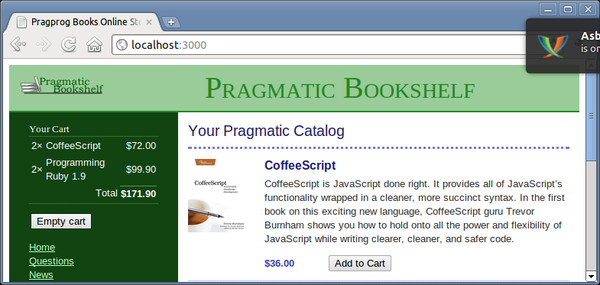 Pragprog Books Online St
localhost:3000
Asb
is on
Pragmatic
Bookshelf
PRAGMATIC BOOKSHELF
Your Cart
2× CoffeeScript $72.00
2× Programming Ruby 1.9 $99.90
Total $171.90
Empty cart
Home
Questions
News
Your Pragmatic Catalog
CoffeeScript
CoffeeScript
CoffeeScript is JavaScript done right. It provides all of JavaScript's
functionality wrapped in a cleaner, more succinct syntax. In the first
book on this exciting new language, CoffeeScript guru Trevor
Burnham shows you how to hold onto all the power and flexibility of
JavaScript while writing clearer, cleaner, and safer code.
$36.00 Add to Cart